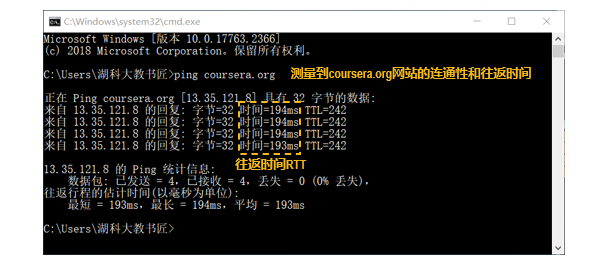 C:\Windows\system32\cmd.exe
Microsoft Windows [版本 10.0.17763.2366]
(c) 2018 Microsoft Corporation。保留所有权利。
C:\Users\湖科大教书匠>ping coursera.org 测量到coursera.org网站的连通性和往返时间
正在 Ping coursera.org [13.35.121.8] 具有 32 字节的数据:
来自 13.35.121.8 的回复: 字节=32 时间=194ms TTL=242
来自 13.35.121.8 的回复: 字节=32 时间=194ms TTL=242
来自 13.35.121.8 的回复: 字节=32 时间=194ms TTL=242
来自 13.35.121.8 的回复: 字节=32 时间=193ms TTL=242
往返时间RTT
13.35.121.8 的 Ping 统计信息:
数据包: 已发送 = 4，已接收 = 4，丢失 = 0 (0% 丢失)，
往返行程的估计时间(以毫秒为单位):
最短 = 193ms，最长 = 194ms，平均 = 193ms
C:\Users\湖科大教书匠>